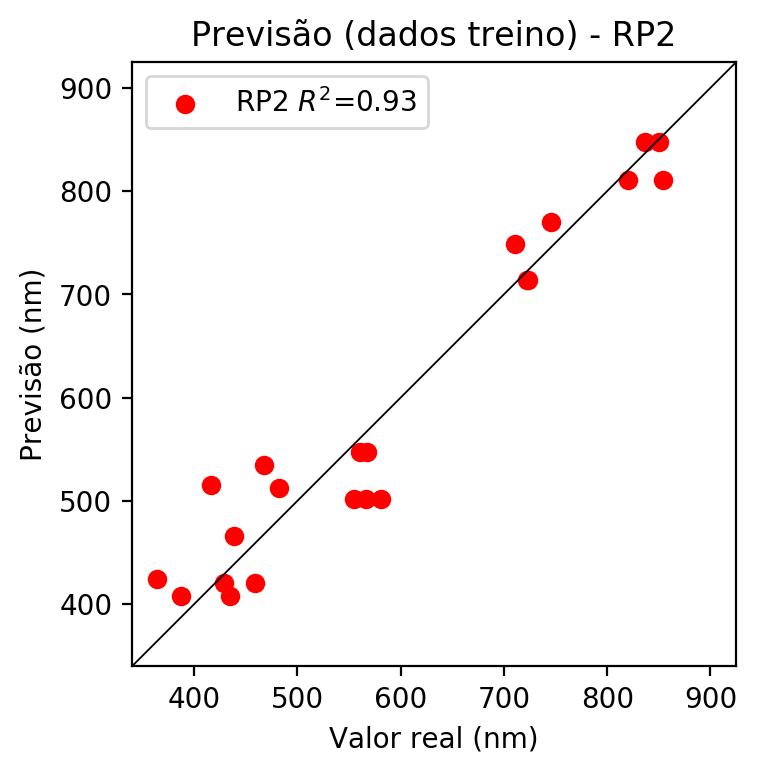 Previsão (dados treino) - RP2
RP2 R²=0.93
Previsão (nm)
900
800
700
600
500
400
400 500 600 700 800 900
Valor real (nm)